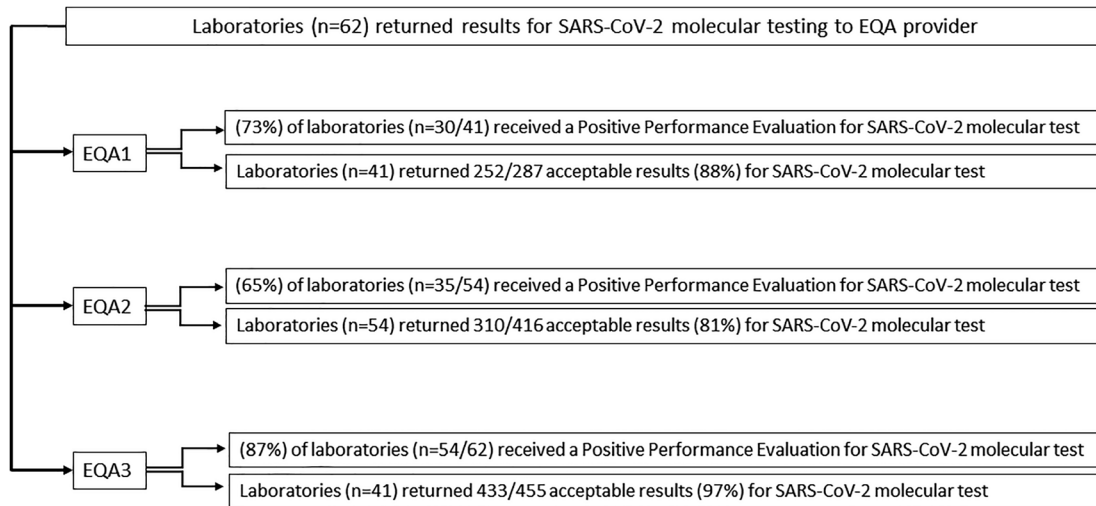 Laboratories (n=62) returned results for SARS-CoV-2 molecular testing to EQA provider
(73%) of laboratories (n=30/41) received a Positive Performance Evaluation for SARS-CoV-2 molecular test
EQA1
Laboratories (n=41) returned 252/287 acceptable results (88%) for SARS-CoV-2 molecular test
(65%) of laboratories (n=35/54) received a Positive Performance Evaluation for SARS-CoV-2 molecular test
EQA2
Laboratories (n=54) returned 310/416 acceptable results (81%) for SARS-CoV-2 molecular test
(87%) of laboratories (n=54/62) received a Positive Performance Evaluation for SARS-CoV-2 molecular test
EQA3
Laboratories (n=41) returned 433/455 acceptable results (97%) for SARS-CoV-2 molecular test